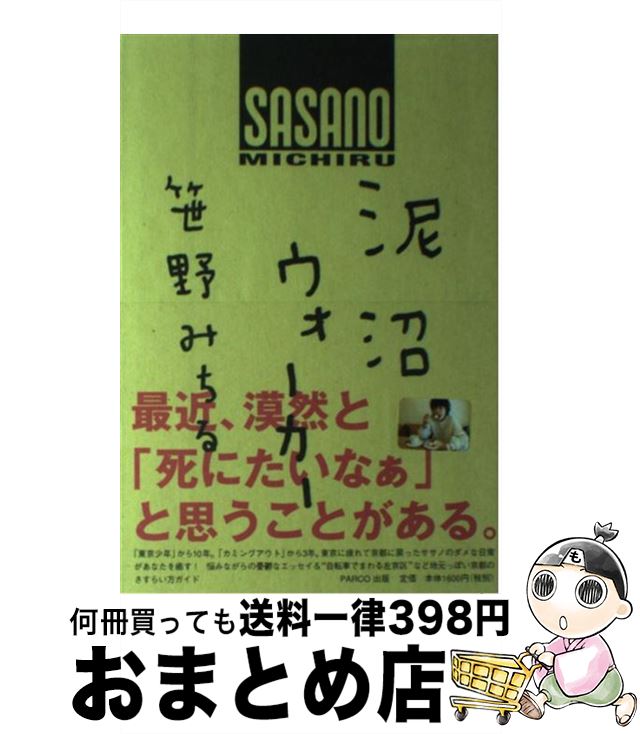 SASANO
MICHIRU
泥沼
ウォーカー
笹野みちる
最近、漠然と
「死にたいなぁ」
と思うことがある。
「東京少年」から10年。「カミングアウト」から3年。東京に疲れて京都に戻ったササノのダメな日常
があなたを癒す! 悩みながらの憂鬱なエッセイ&“自転車でまわる左京区”など地元っぽい京都の
さすらい方ガイド
PARCO出版 定価 本体1600円(税別)
も
何冊買っても送料一律398円
おまとめ店